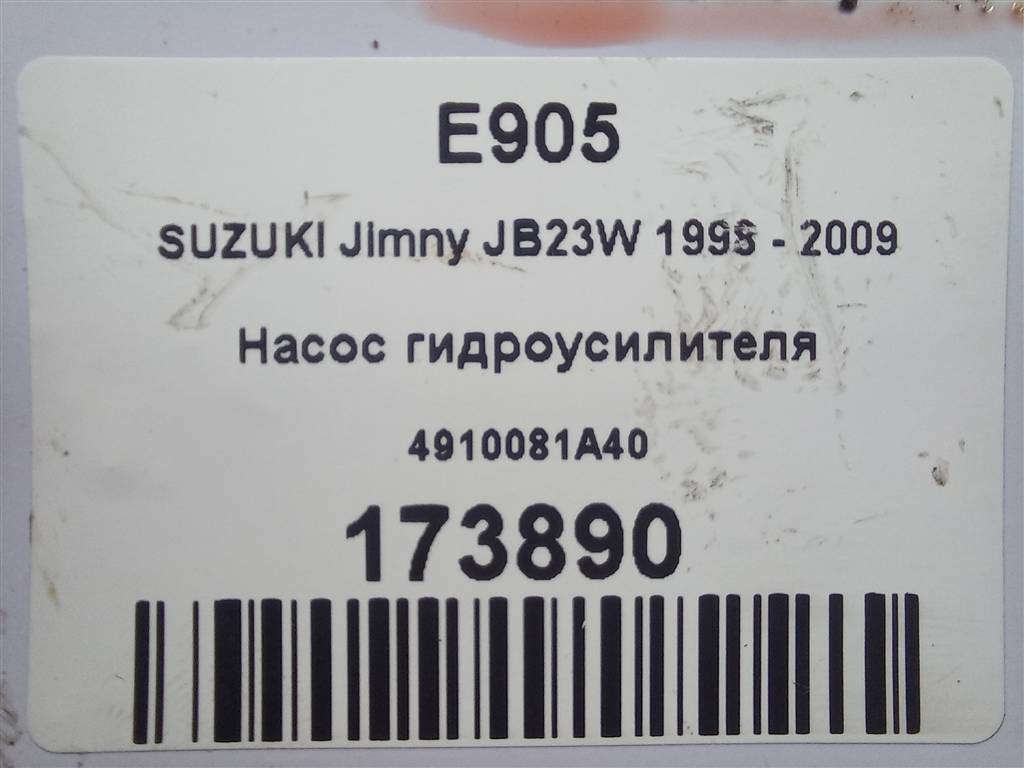 E905
SUZUKI Jimny JB23W 1998 - 2009
Насос гидроусилителя
4910081A40
173890